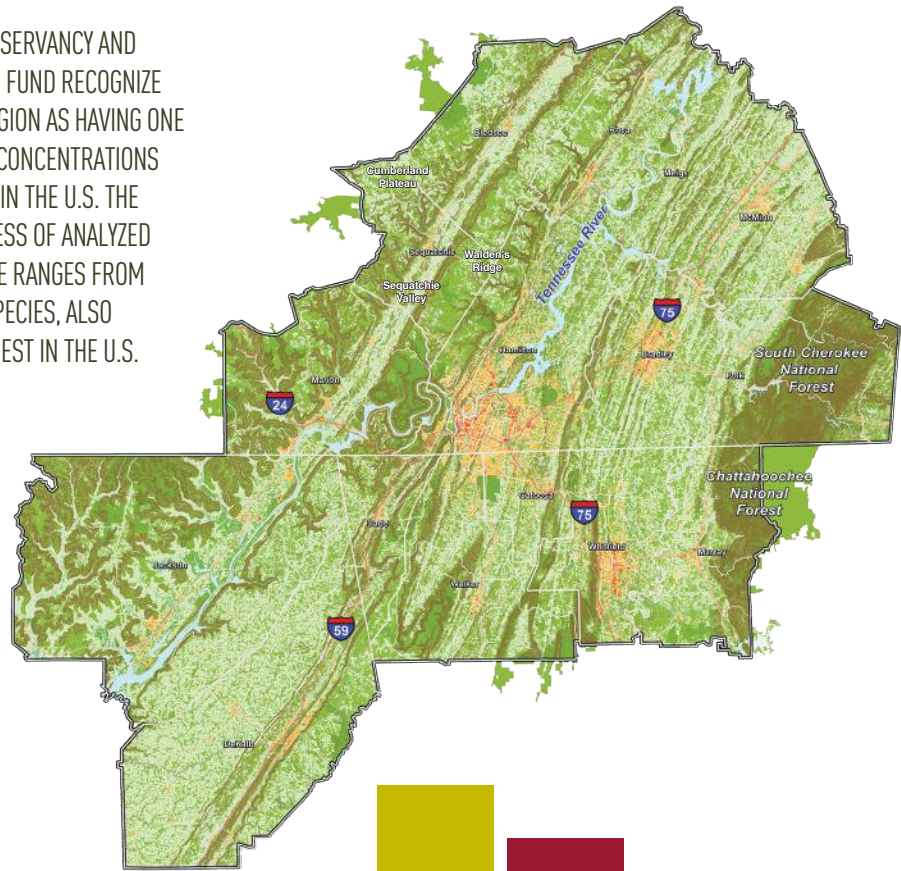 SERVANCY AND
FUND RECOGNIZE
GION AS HAVING ONE
CONCENTRATIONS
IN THE U.S. THE
ESS OF ANALYZED
E RANGES FROM
PECIES, ALSO
EST IN THE U.S.
Bledsoe
Rhea
Cumberland
Plateau
Meigs
McMinn
Tennessee River
Sequatchie
Walden's
Ridge
Sequatchie
Valley
75
Hamilton
Bradley
South Cherokee
National
Forest
Polk
Marion
24
Chattahoochee
National
Forest
Catoosa
75
Dade
Whitfield
Murray
Jackson
Walker
59
DeKalb